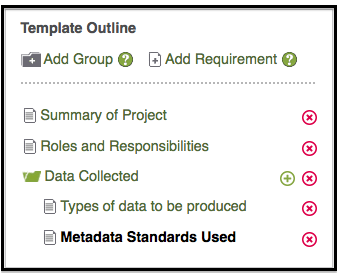 Template Outline
Add Group ? Add Requirement ?
Summary of Project
Roles and Responsibilities
Data Collected
Types of data to be produced
Metadata Standards Used